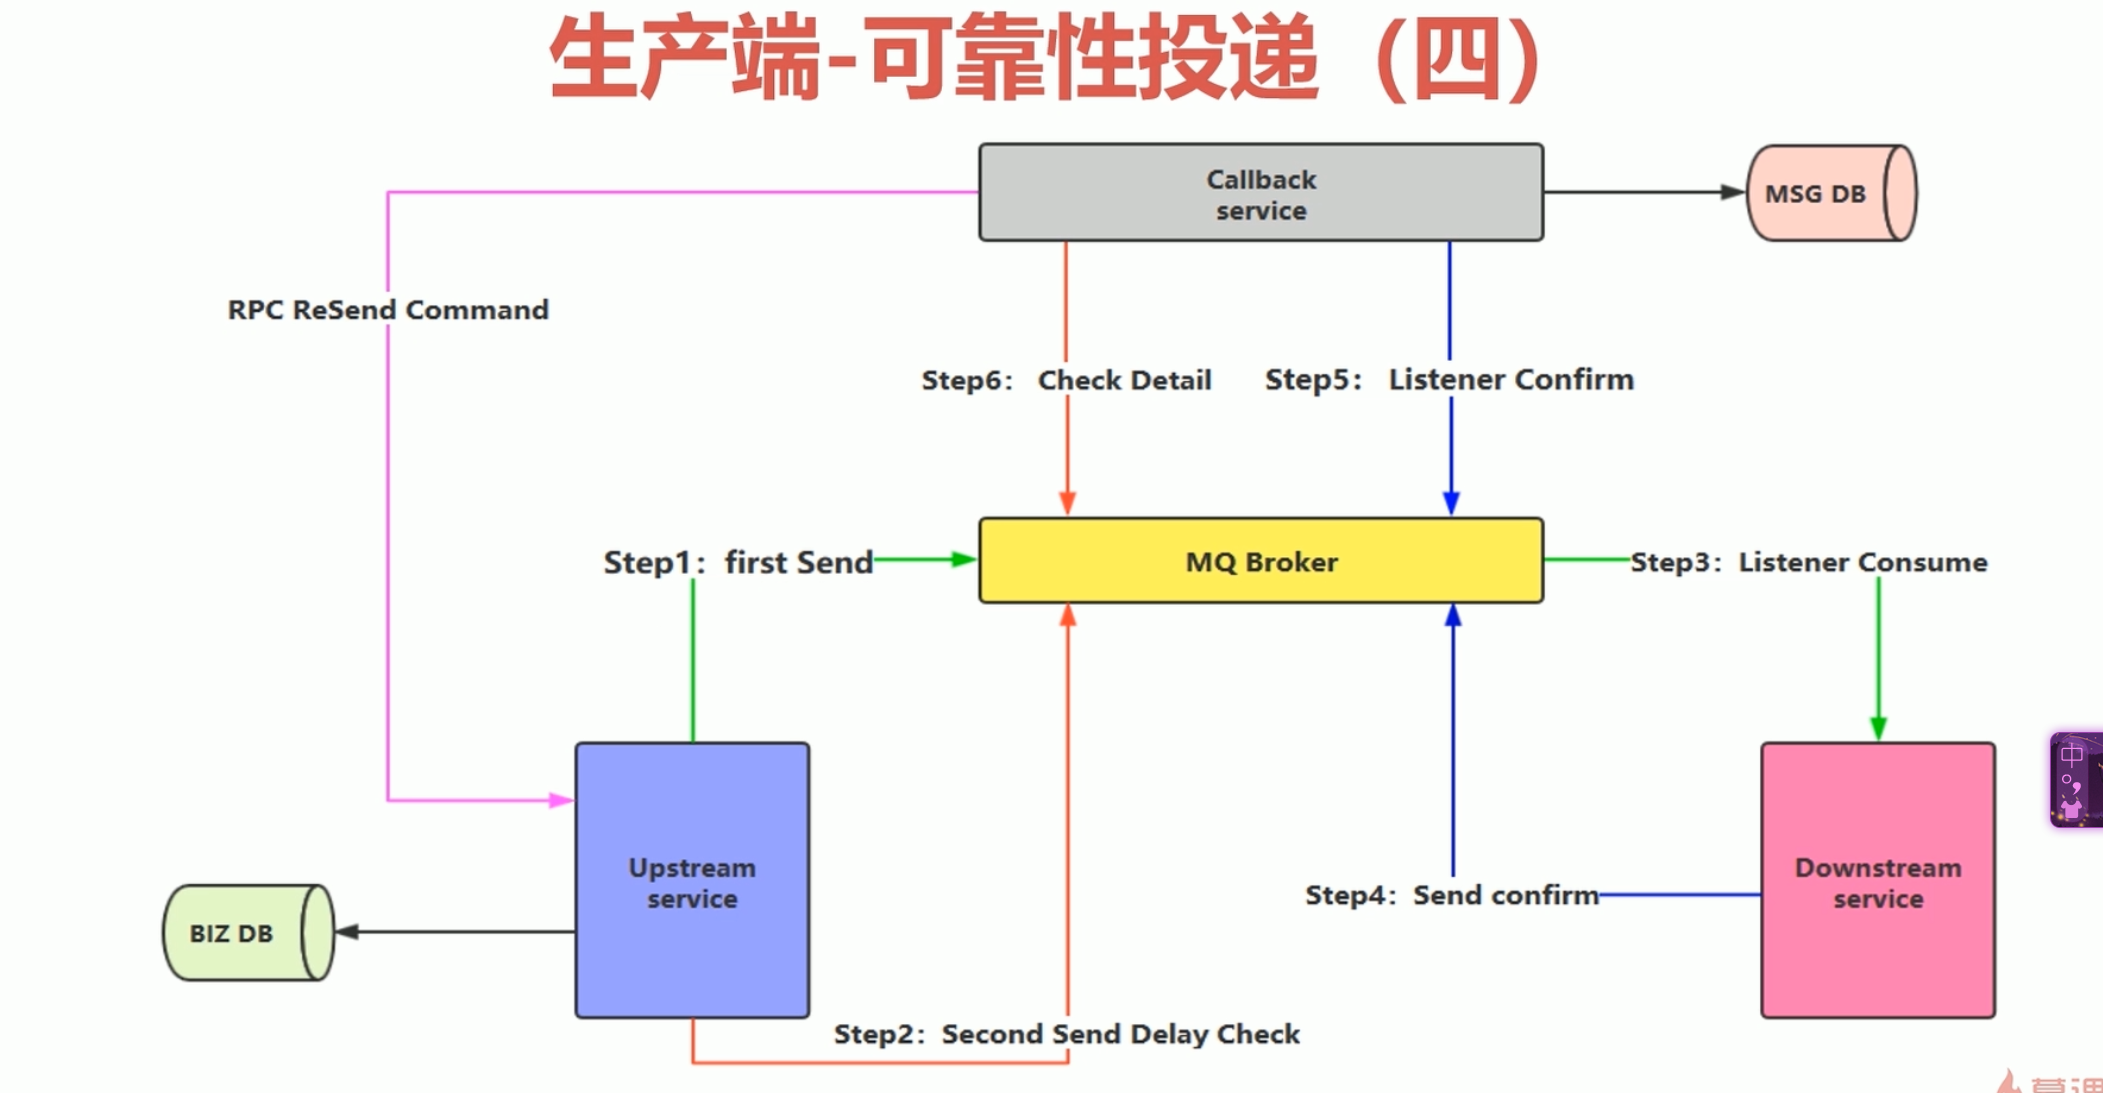 生产端-可靠性投递（四）
Callback
service
MSG DB
RPC ReSend Command
Step6： Check Detail
Step5： Listener Confirm
Step1：first Send
MQ Broker
Step3：Listener Consume
Upstream
service
Downstream
service
Step4：Send confirm
BIZ DB
Step2：Second Send Delay Check
中